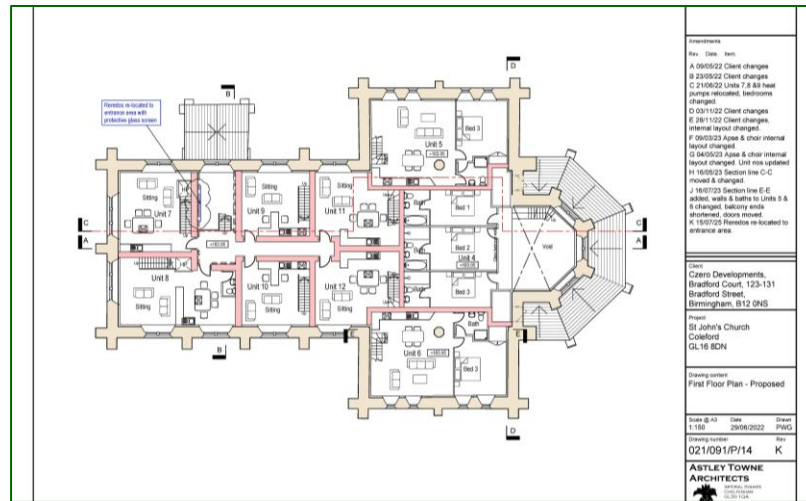 Reredos re-located to
entrance area with
protective glass screen
B
D
Unit 5
Bed 3
Sitting
Unit 7
HP
Sitting
Unit 9
Sitting
Unit 11
Bath
Bed 1
C
A
C
A
Bed 2
Unit 4
Void
Bed 3
Unit 8
HP
Unit 10
Sitting
Sitting
Unit 12
Bath
Unit 6
Bed 3
E
B
D
Amendments
Rev. Date. Item.
A 09/05/22 Client changes
B 23/05/22 Client changes
C 21/06/22 Units 7,8 &9 heat
pumps relocated, bedrooms
changed.
D 03/11/22 Client changes
E 28/11/22 Client changes,
internal layout changed.
F 09/03/23 Apse & choir internal
layout changed.
G 04/05/23 Apse & choir internal
layout changed. Unit nos updated
H 16/05/23 Section line C-C
moved & changed.
J 16/07/23 Section line E-E
added, walls & baths to Units 5 &
6 changed, balcony ends
shortened, doors moved.
K 15/07/25 Reredos re-located to
entrance area.
Client
Czero Developments,
Bradford Court, 123-131
Bradford Street,
Birmingham, B12 0NS
Project
St John's Church
Coleford
GL16 8DN
Drawing content
First Floor Plan - Proposed
Scale @ A3 Date Drawn
1:150 29/06/2022 PWG
Drawing number Rev
021/091/P/14 K
ASTLEY TOWNE
ARCHITECTS
IMPERIAL SQUARE
CHELTENHAM